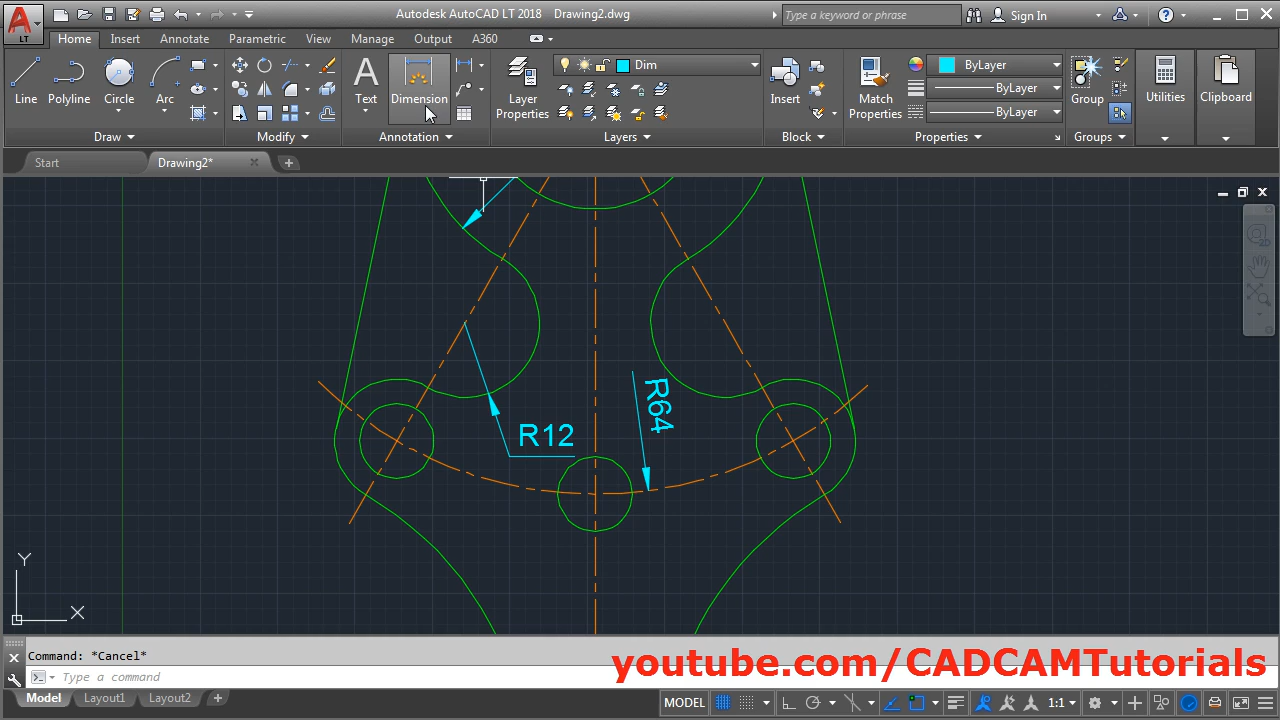 Autodesk AutoCAD LT 2018 Drawing2.dwg
Type a keyword or phrase
Sign In
LT
Home Insert Annotate Parametric View Manage Output A360
Line Polyline Circle Arc
Text Dimension
Layer Properties
Dim
Insert
Match Properties
ByLayer
ByLayer
ByLayer
Group
Utilities
Clipboard
Draw Modify Annotation Layers Block Properties Groups
Start Drawing2*
R64
R12
Y
X
Command: *Cancel*
Type a command
youtube.com/CADCAMTutorials
Model Layout1 Layout2
MODEL 1:1